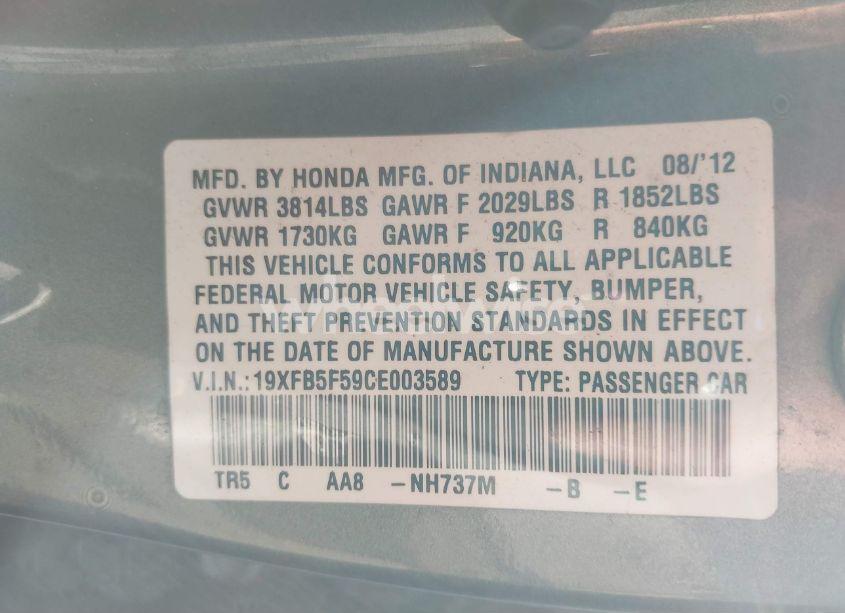 MFD. BY HONDA MFG. OF INDIANA, LLC 08/'12
GVWR 3814LBS GAWR F 2029LBS R 1852LBS
GVWR 1730KG GAWR F 920KG R 840KG
THIS VEHICLE CONFORMS TO ALL APPLICABLE
FEDERAL MOTOR VEHICLE SAFETY, BUMPER,
AND THEFT PREVENTION STANDARDS IN EFFECT
ON THE DATE OF MANUFACTURE SHOWN ABOVE.
V.I.N.: 19XFB5F59CE003589 TYPE: PASSENGER CAR
TR5 C AA8 -NH737M -B -E